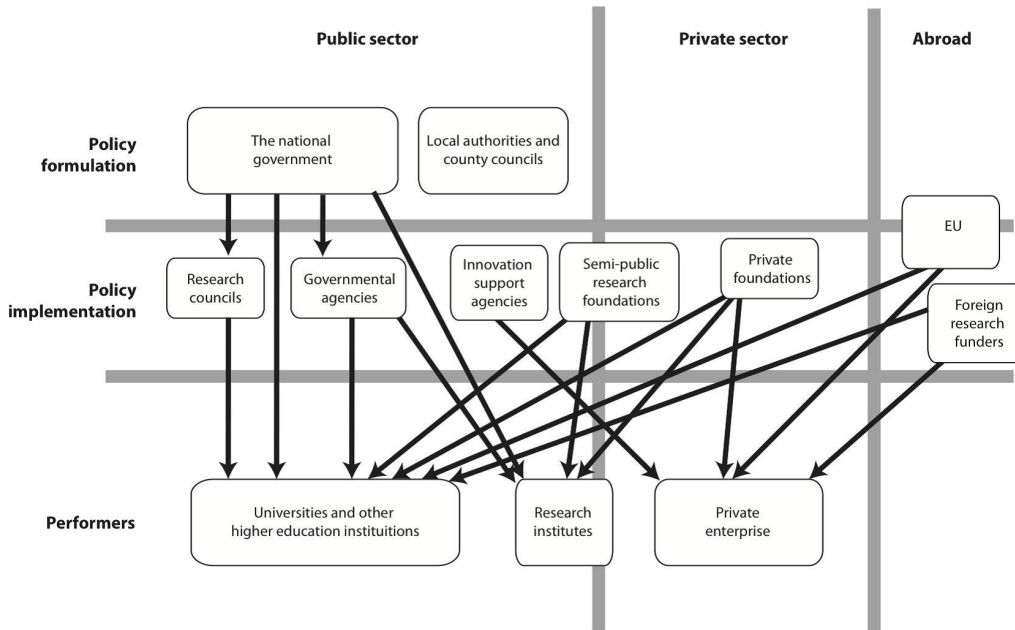 Public sector
Private sector
Abroad
Policy
formulation
The national
government
Local authorities and
county councils
EU
Policy
implementation
Research
councils
Governmental
agencies
Innovation
support
agencies
Semi-public
research
foundations
Private
foundations
Foreign
research
funders
Performers
Universities and other
higher education instituitions
Research
institutes
Private
enterprise